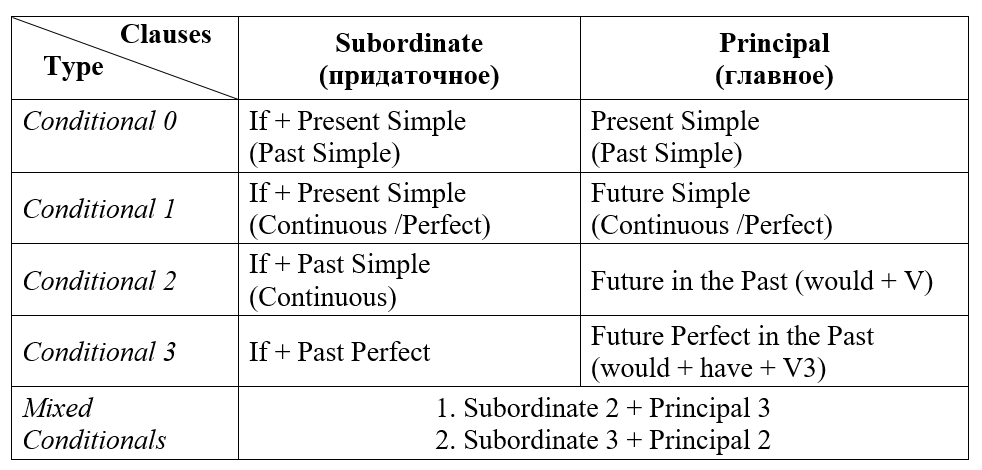 Clauses
Type
Subordinate
(придаточное)
Principal
(главное)
Conditional 0
If + Present Simple
(Past Simple)
Present Simple
(Past Simple)
Conditional 1
If + Present Simple
(Continuous /Perfect)
Future Simple
(Continuous /Perfect)
Conditional 2
If + Past Simple
(Continuous)
Future in the Past (would + V)
Conditional 3
If + Past Perfect
Future Perfect in the Past
(would + have + V3)
Mixed
Conditionals
1. Subordinate 2 + Principal 3
2. Subordinate 3 + Principal 2